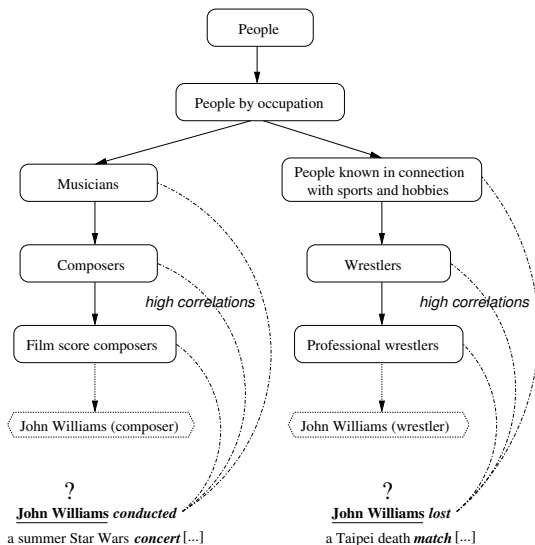 People
People by occupation
Musicians
People known in connection
with sports and hobbies
Composers
Wrestlers
high correlations
high correlations
Film score composers
Professional wrestlers
John Williams (composer)
John Williams (wrestler)
?
?
John Williams conducted
a summer Star Wars concert [...]
John Williams lost
a Taipei death match [...]